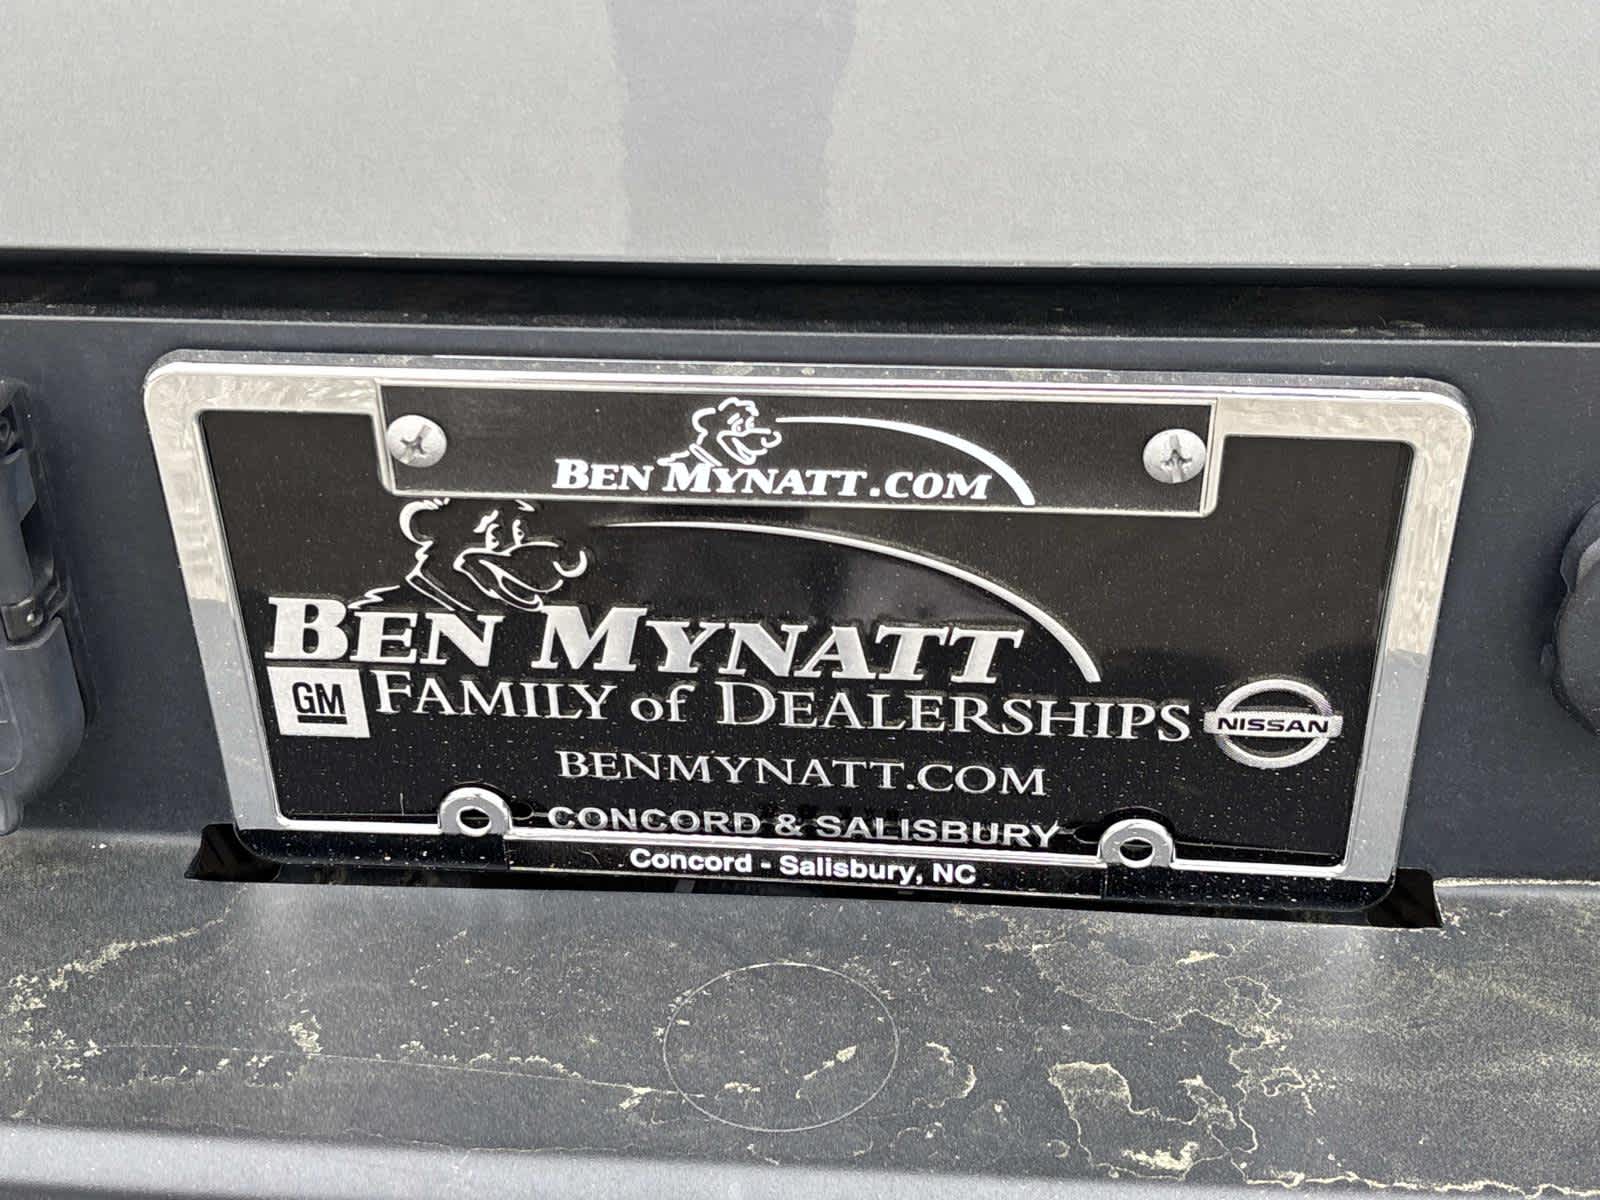 BEN MYNATT.COM
BEN MYNATT
GM FAMILY of DEALERSHIPS NISSAN
BENMYNATT.COM
CONCORD & SALISBURY
Concord - Salisbury, NC